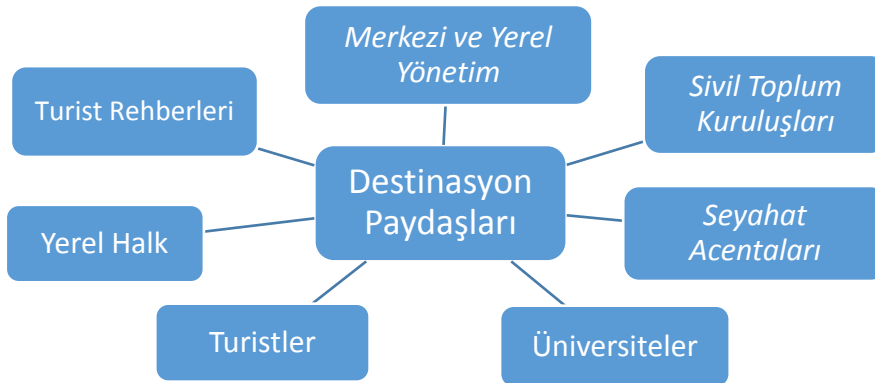 Merkezi ve Yerel
Yönetim
Turist Rehberleri
Sivil Toplum
Kuruluşları
Destinasyon
Paydaşları
Yerel Halk
Seyahat
Acentaları
Turistler
Üniversiteler